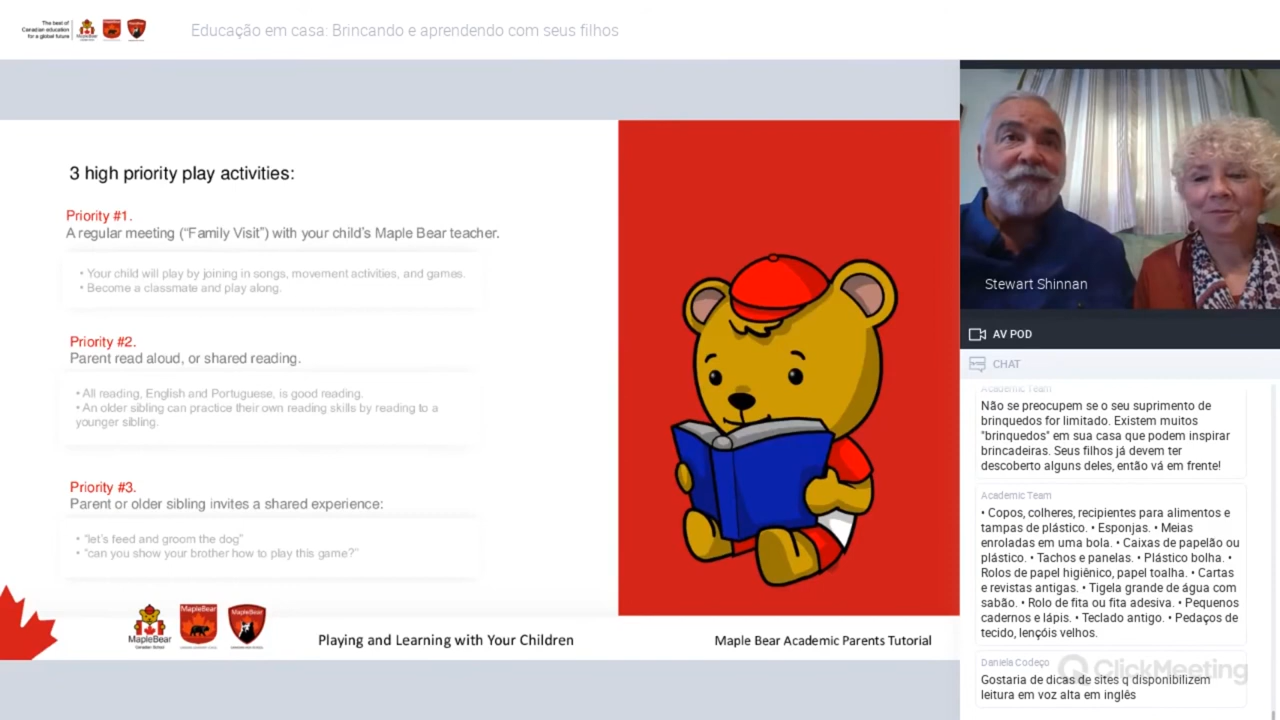 The best of
Canadian education
for a global future
Educação em casa: Brincando e aprendendo com seus filhos
3 high priority play activities:
Priority #1.
A regular meeting ("Family Visit") with your child's Maple Bear teacher.
• Your child will play by joining in songs, movement activities, and games.
• Become a classmate and play along.
Priority #2.
Parent read aloud, or shared reading.
• All reading, English and Portuguese, is good reading.
• An older sibling can practice their own reading skills by reading to a
younger sibling.
Priority #3.
Parent or older sibling invites a shared experience:
• "let's feed and groom the dog"
• "can you show your brother how to play this game?"
MapleBear
MapleBear
MapleBear
Playing and Learning with Your Children
Maple Bear Academic Parents Tutorial
Stewart Shinnan
AV POD
CHAT
Academic Team
Não se preocupem se o seu suprimento de
brinquedos for limitado. Existem muitos
"brinquedos" em sua casa que podem inspirar
brincadeiras. Seus filhos já devem ter
descoberto alguns deles, então vá em frente!
Academic Team
• Copos, colheres, recipientes para alimentos e
tampas de plástico. • Esponjas. • Meias
enroladas em uma bola. • Caixas de papelão ou
plástico. • Tachos e panelas. • Plástico bolha. •
Rolos de papel higiênico, papel toalha. • Cartas
e revistas antigas. • Tigela grande de água com
sabão. • Rolo de fita ou fita adesiva. • Pequenos
cadernos e lápis. • Teclado antigo. • Pedaços de
tecido, lençóis velhos.
Daniela Codeço
Gostaria de dicas de sites q disponibilizem
leitura em voz alta em inglês
ClickMeeting